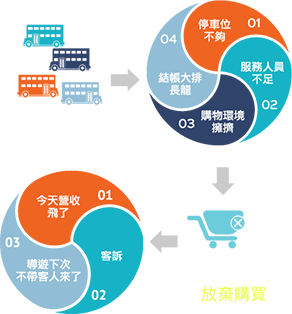 停車位
不夠
01
服務人員
不足
02
購物環境
擁擠
03
結帳大排
長龍
04
放棄購買
今天營收
飛了
01
客訴
02
導遊下次
不帶客人來了
03